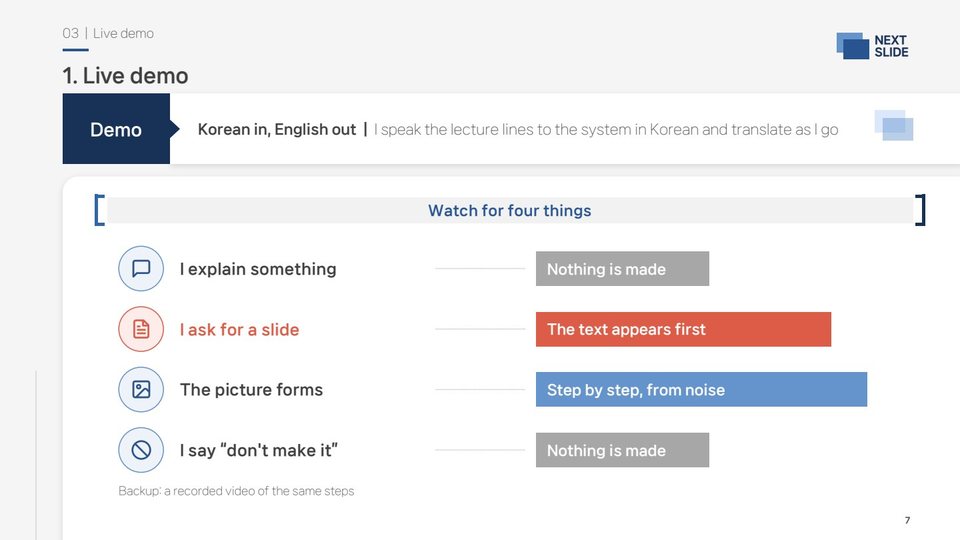 03 | Live demo
NEXT
SLIDE
1. Live demo
Demo
Korean in, English out | I speak the lecture lines to the system in Korean and translate as I go
Watch for four things
I explain something
Nothing is made
I ask for a slide
The text appears first
The picture forms
Step by step, from noise
I say “don't make it”
Nothing is made
Backup: a recorded video of the same steps
7